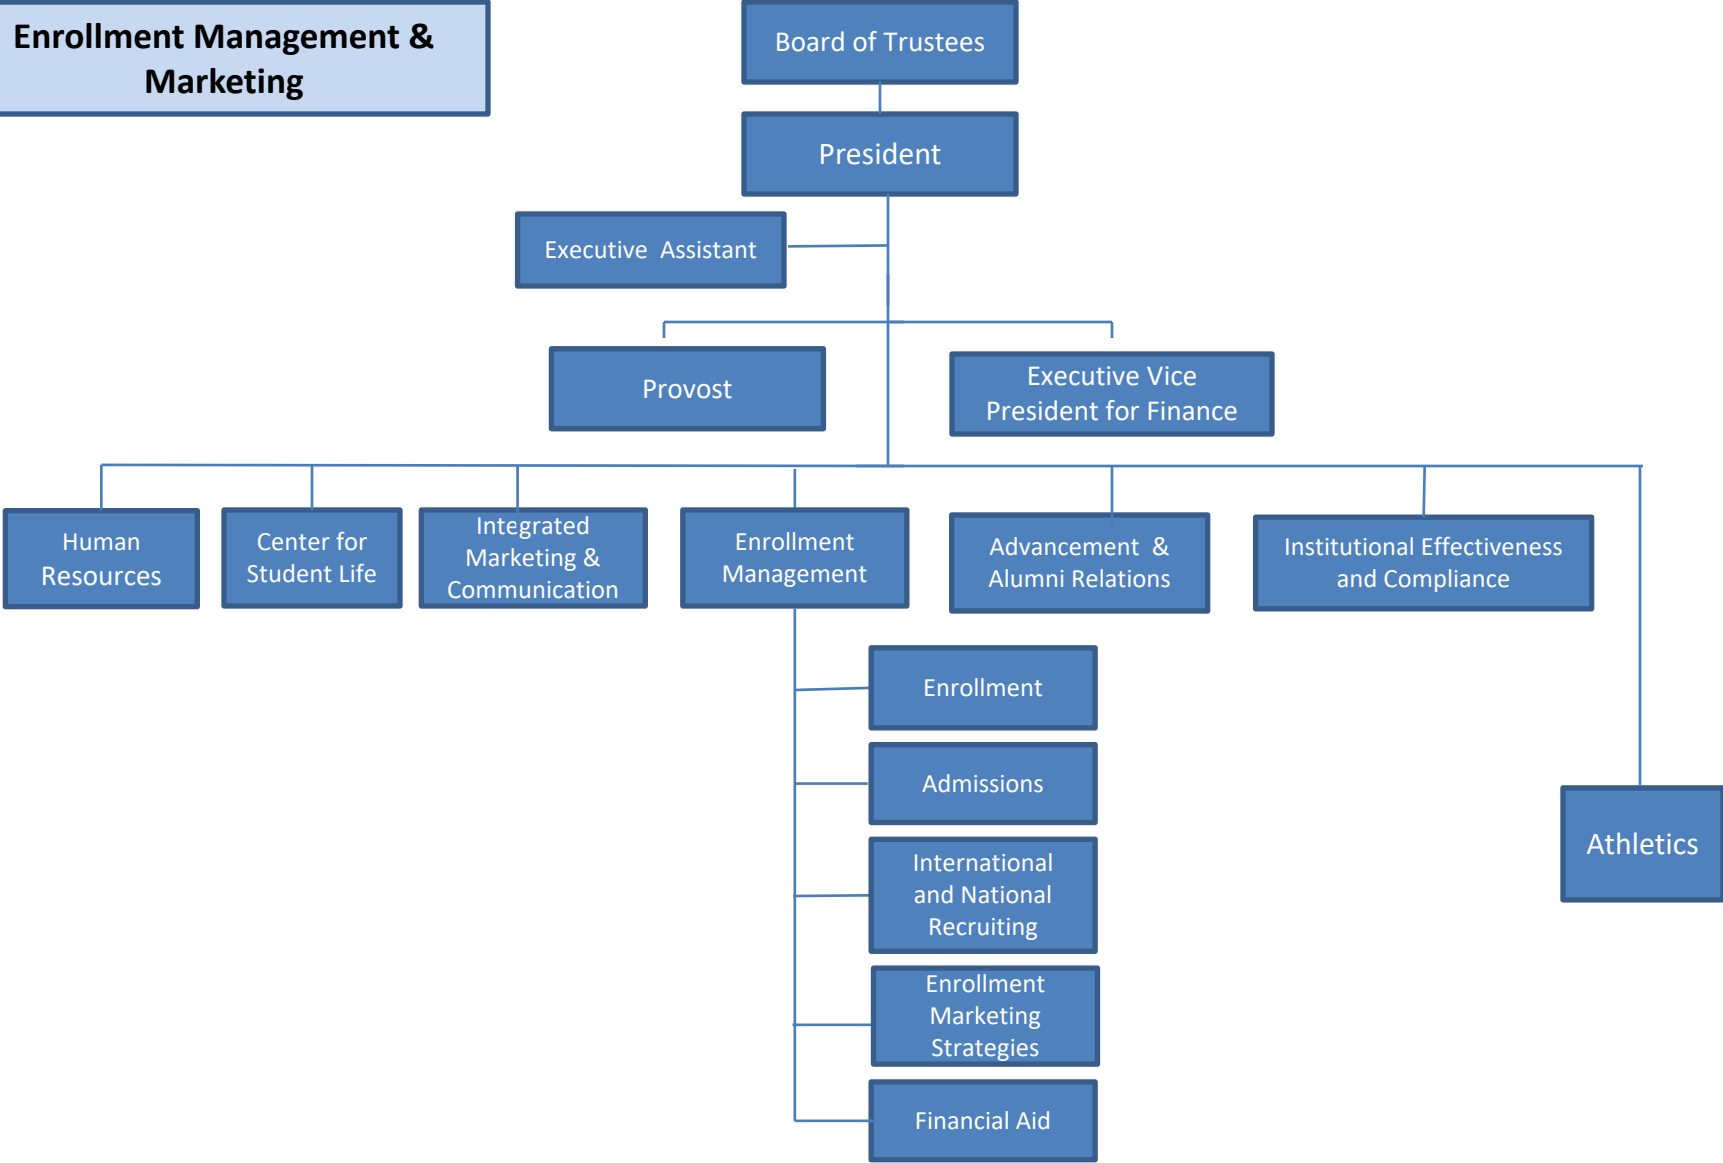 Enrollment Management &
Marketing
Board of Trustees
President
Executive Assistant
Provost
Executive Vice
President for Finance
Human
Resources
Center for
Student Life
Integrated
Marketing &
Communication
Enrollment
Management
Advancement &
Alumni Relations
Institutional Effectiveness
and Compliance
Enrollment
Admissions
International
and National
Recruiting
Athletics
Enrollment
Marketing
Strategies
Financial Aid